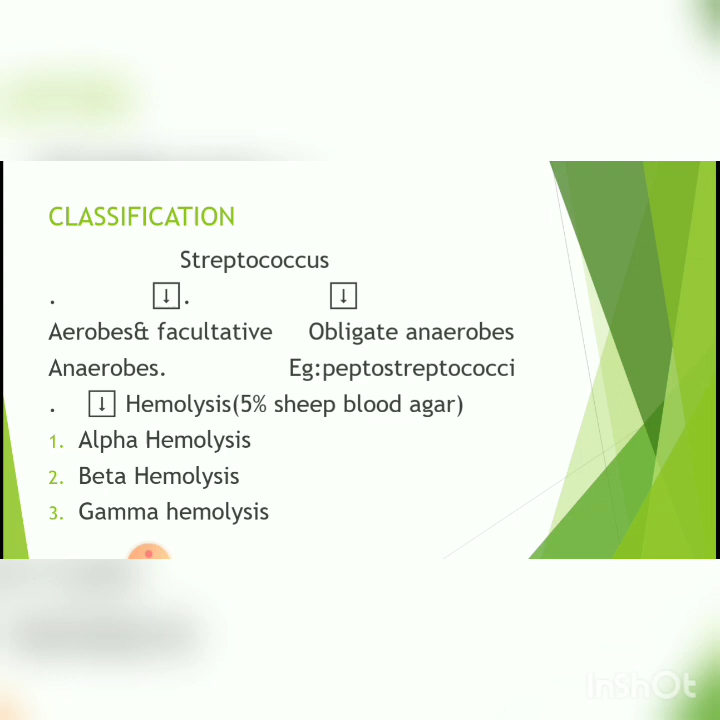 CLASSIFICATION
Streptococcus
. ↓. ↓
Aerobes& facultative Obligate anaerobes
Anaerobes. Eg:peptostreptococci
. ↓ Hemolysis(5% sheep blood agar)
1. Alpha Hemolysis
2. Beta Hemolysis
3. Gamma hemolysis
InShOt